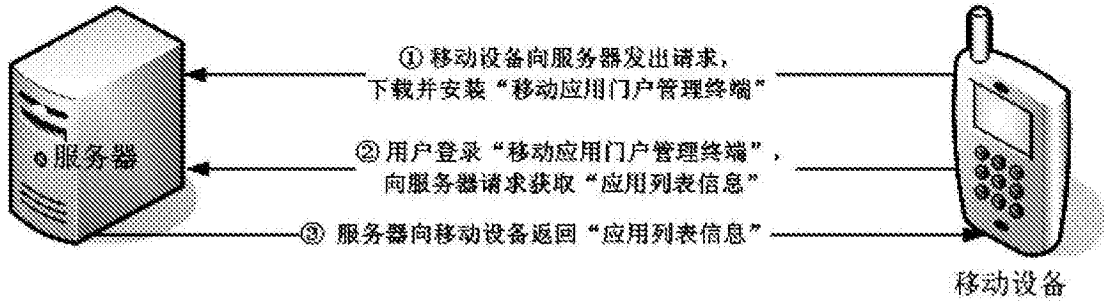 ①移动设备向服务器发出请求，
下载并安装“移动应用门户管理终端”
服务器
②用户登录“移动应用门户管理终端”，
向服务器请求获取“应用列表信息”
③ 服务器向移动设备返回“应用列表信息”
移动设备